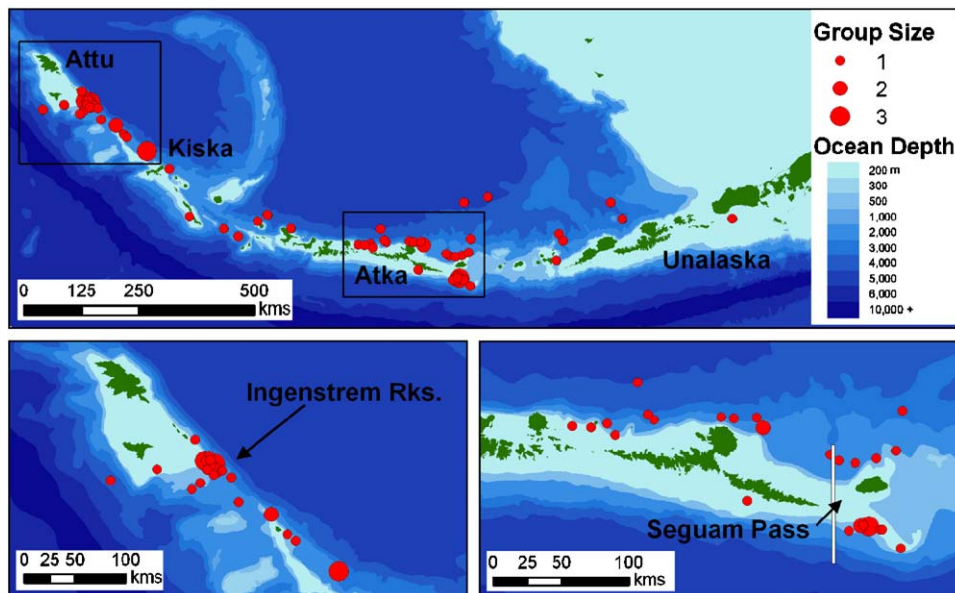 Attu
Kiska
Atka
Unalaska
0 125 250 500
kms
Group Size
1
2
3
Ocean Depth
200 m
300
500
1,000
2,000
3,000
4,000
5,000
6,000
10,000 +
Ingenstrem Rks.
0 25 50 100
kms
Seguam Pass
0 25 50 100
kms